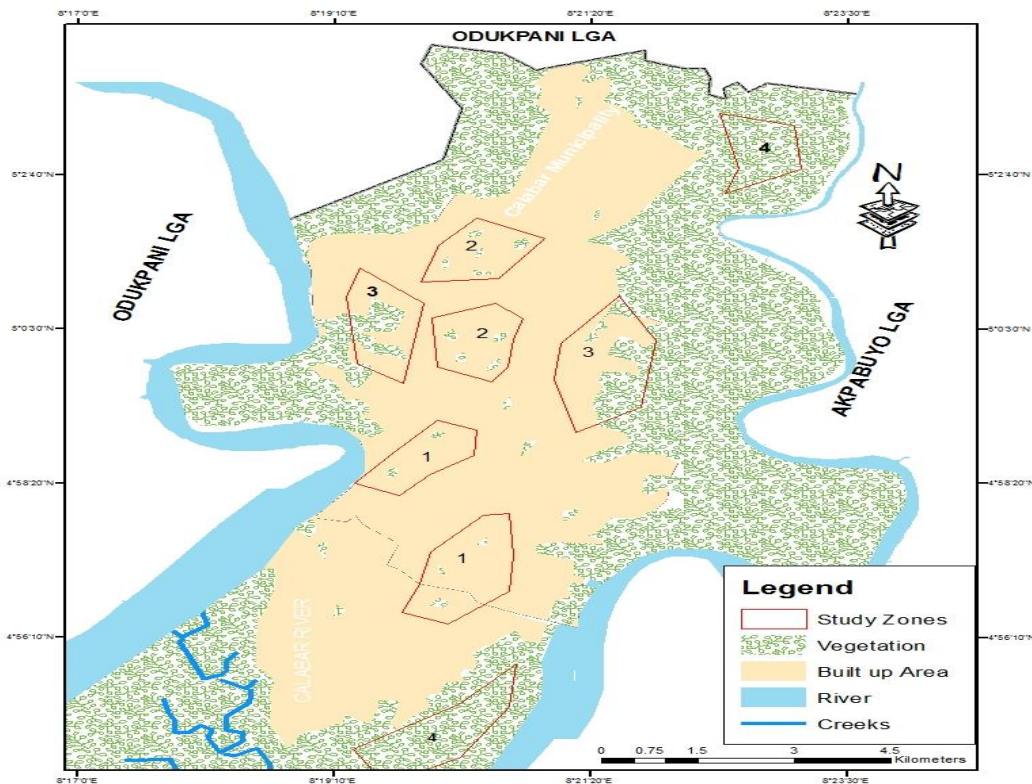 8°17'0"E 8°19'10"E 8°21'20"E 8°23'30"E
ODUKPANI LGA
Calabar Municipality
4
5°2'40"N 5°2'40"N
N
2
ODUKPANI LGA
3
5°0'30"N 5°0'30"N
2
3
AKPABUYO LGA
1
4°58'20"N 4°58'20"N
1
CALABAR RIVER
4°56'10"N 4°56'10"N
4
Legend
Study Zones
Vegetation
Built up Area
River
Creeks
0 0.75 1.5 3 4.5
Kilometers
8°17'0"E 8°19'10"E 8°21'20"E 8°23'30"E